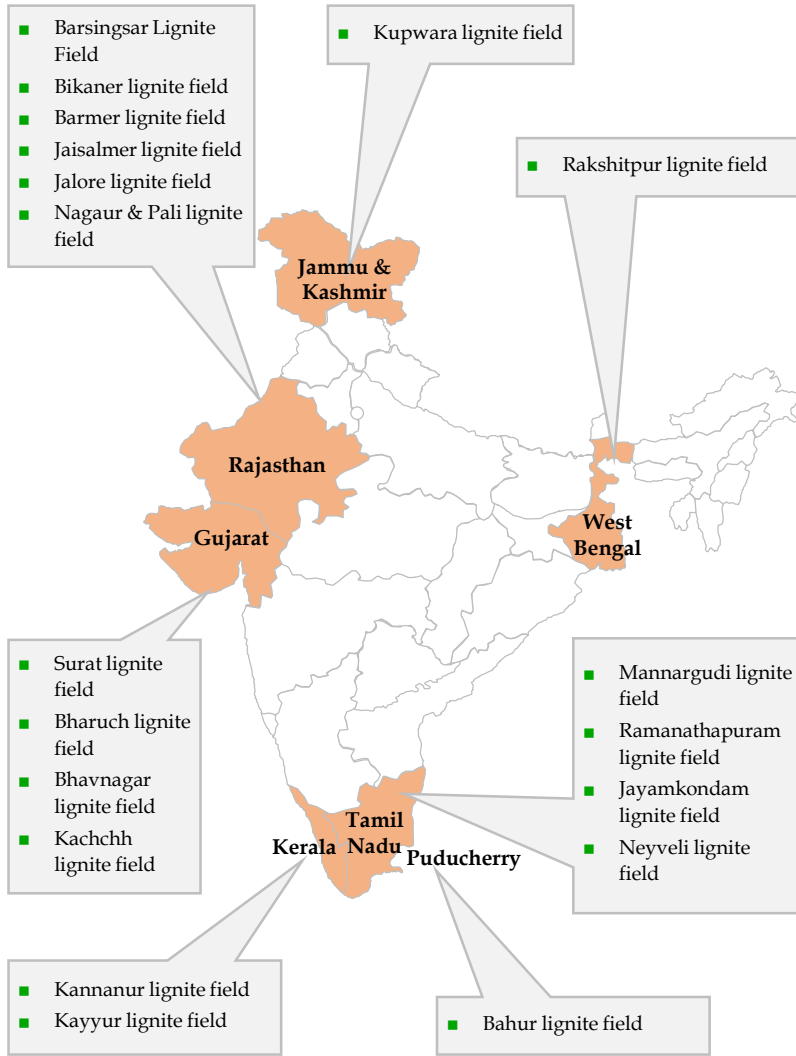 Barsingsar Lignite
Field
Bikaner lignite field
Barmer lignite field
Jaisalmer lignite field
Jalore lignite field
Nagaur & Pali lignite
field
Kupwara lignite field
Rakshitpur lignite field
Jammu &
Kashmir
Rajasthan
Gujarat
West
Bengal
Surat lignite
field
Bharuch lignite
field
Bhavnagar
lignite field
Kachchh
lignite field
Mannargudi lignite
field
Ramanathapuram
lignite field
Jayamkondam
lignite field
Neyveli lignite
field
Tamil
Nadu
Kerala
Puducherry
Kannanur lignite field
Kayyur lignite field
Bahur lignite field